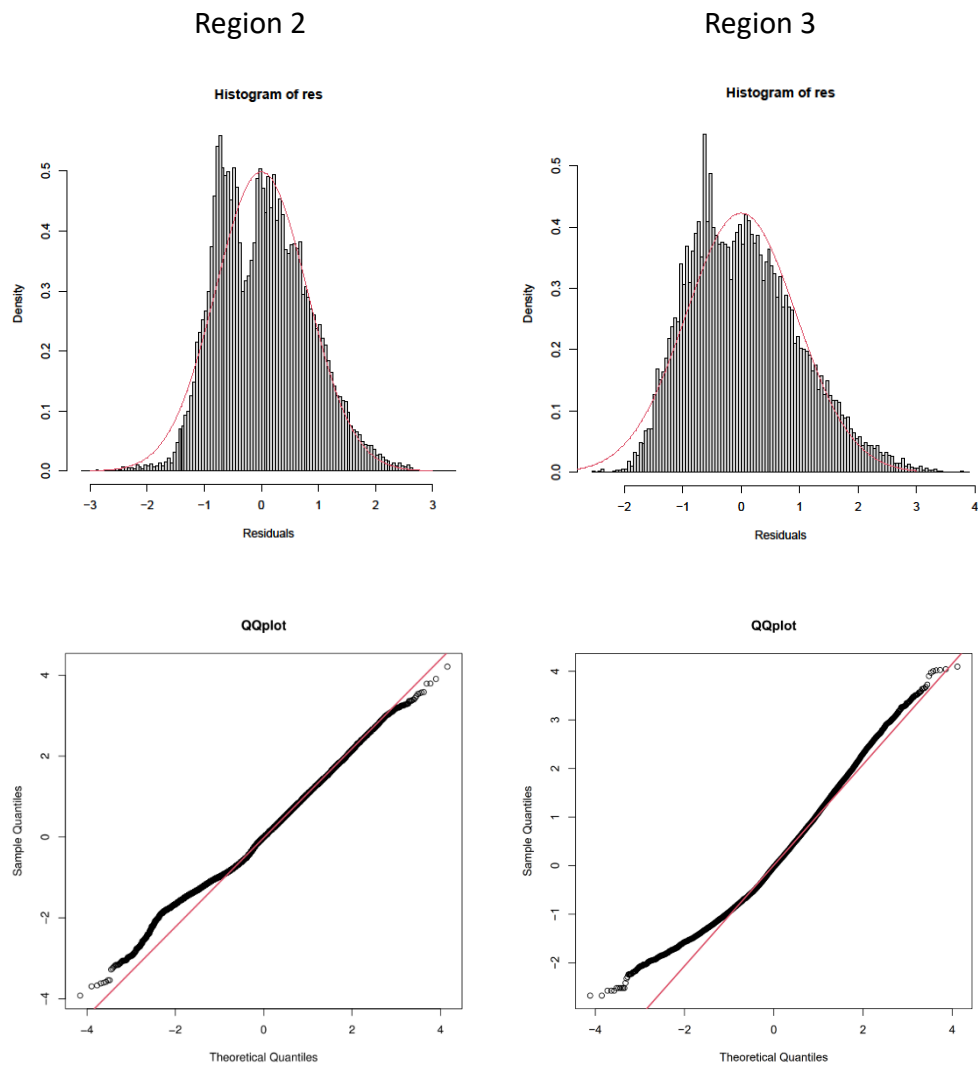 Region 2
Region 3
Histogram of res
Density
0.0 0.1 0.2 0.3 0.4 0.5
−3 −2 −1 0 1 2 3
Residuals
Histogram of res
Density
0.0 0.1 0.2 0.3 0.4 0.5
−2 −1 0 1 2 3 4
Residuals
QQplot
Sample Quantiles
−4 −2 0 2 4
−4 −2 0 2 4
Theoretical Quantiles
QQplot
Sample Quantiles
−2 −1 0 1 2 3 4
−4 −2 0 2 4
Theoretical Quantiles